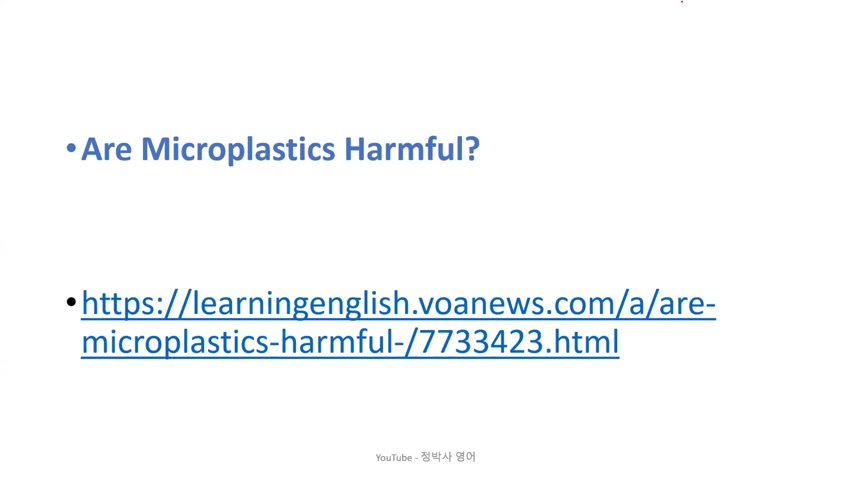 •Are Microplastics Harmful?
•https://learningenglish.voanews.com/a/are-
microplastics-harmful-/7733423.html
YouTube - 정박사 영어